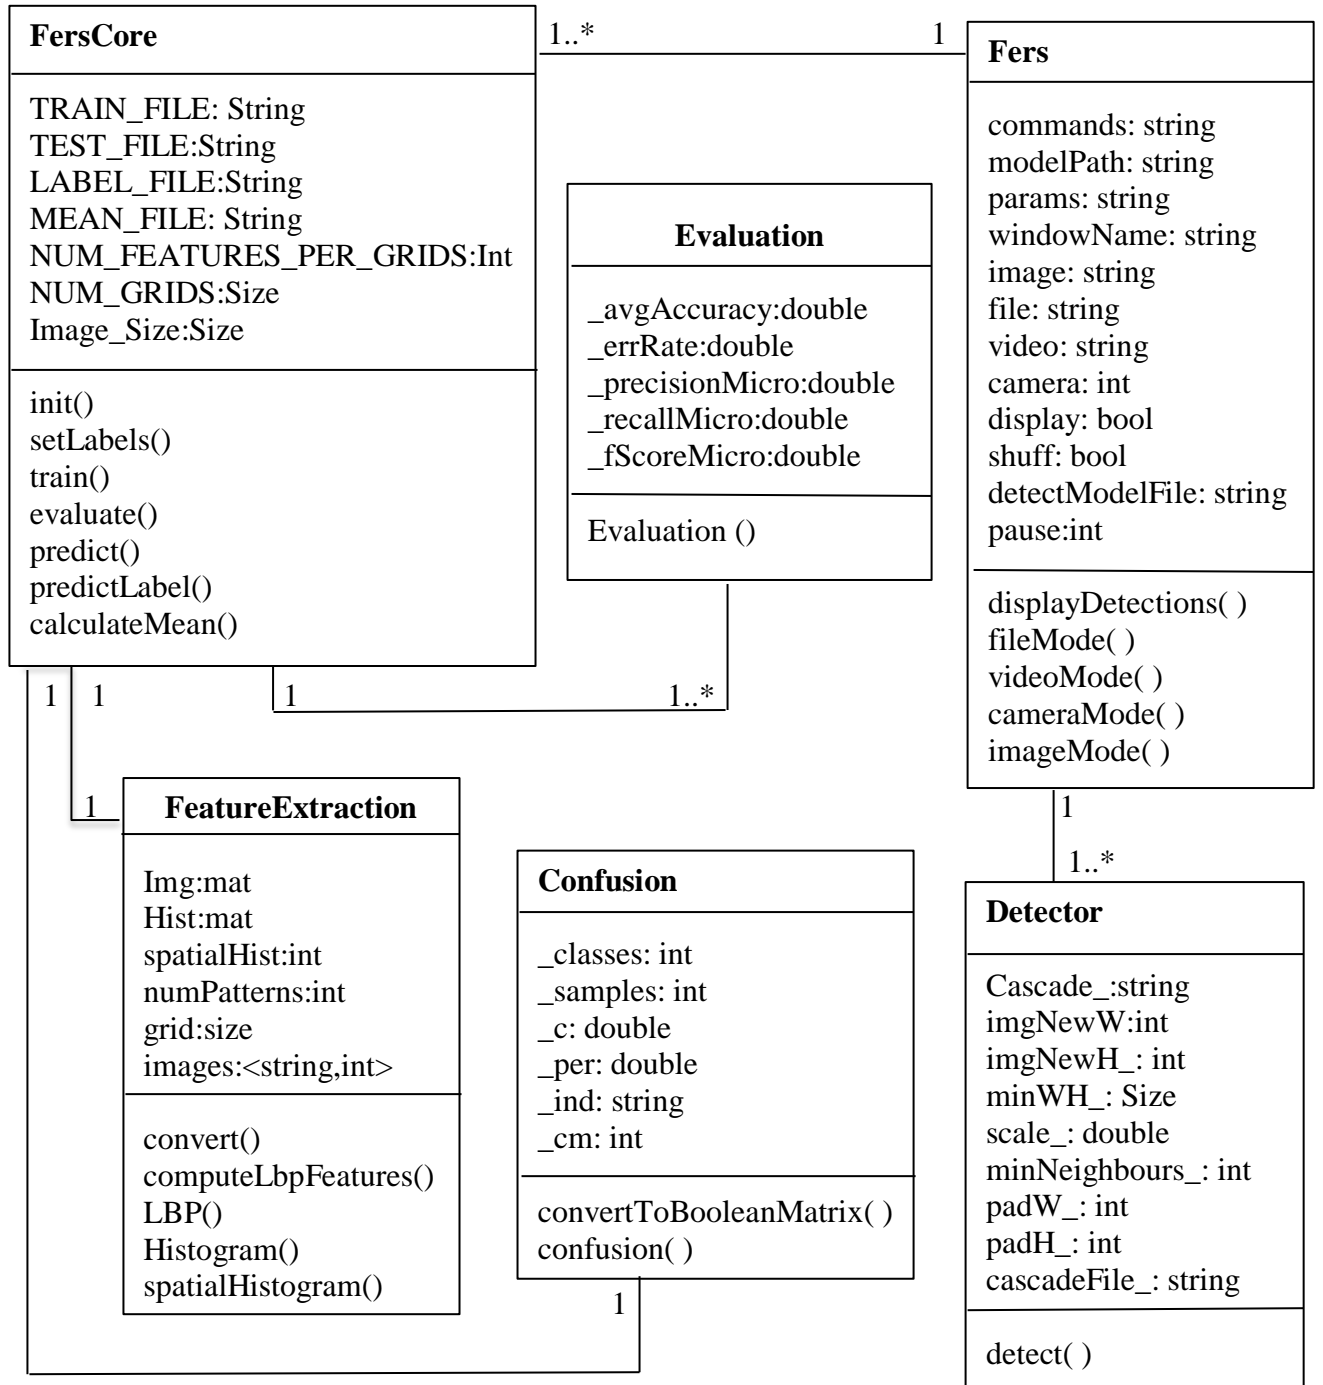 FersCore
TRAIN_FILE: String
TEST_FILE:String
LABEL_FILE:String
MEAN_FILE: String
NUM_FEATURES_PER_GRIDS:Int
NUM_GRIDS:Size
Image_Size:Size
init()
setLabels()
train()
evaluate()
predict()
predictLabel()
calculateMean()
1..*
1
Fers
commands: string
modelPath: string
params: string
windowName: string
image: string
file: string
video: string
camera: int
display: bool
shuff: bool
detectModelFile: string
pause:int
displayDetections( )
fileMode( )
videoMode( )
cameraMode( )
imageMode( )
Evaluation
_avgAccuracy:double
_errRate:double
_precisionMicro:double
_recallMicro:double
_fScoreMicro:double
Evaluation ()
1
1
1
1..*
1
FeatureExtraction
Img:mat
Hist:mat
spatialHist:int
numPatterns:int
grid:size
images:<string,int>
convert()
computeLbpFeatures()
LBP()
Histogram()
spatialHistogram()
Confusion
_classes: int
_samples: int
_c: double
_per: double
_ind: string
_cm: int
convertToBooleanMatrix( )
confusion( )
1
1
1..*
Detector
Cascade_:string
imgNewW:int
imgNewH_: int
minWH_: Size
scale_: double
minNeighbours_: int
padW_: int
padH_: int
cascadeFile_: string
detect( )